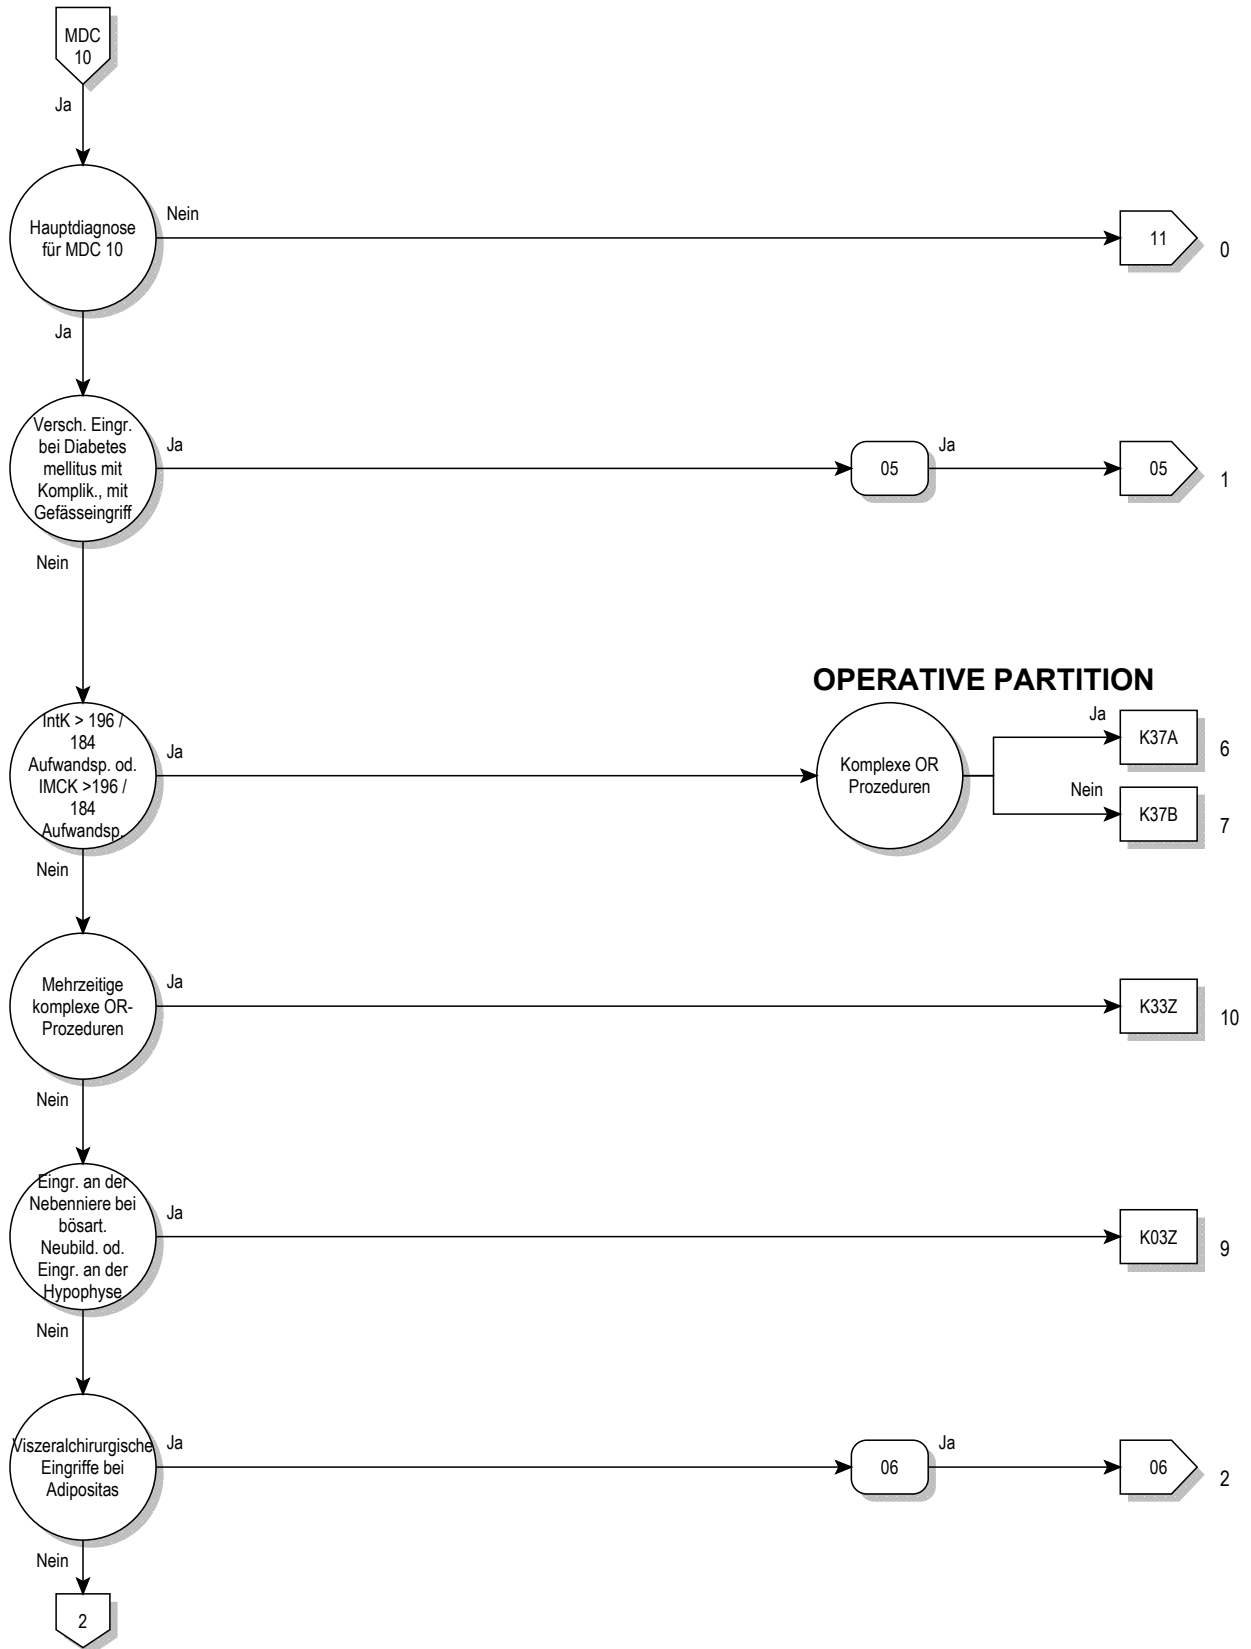 MDC
10
Ja
Hauptdiagnose
für MDC 10
Nein
11
0
Ja
Versch. Eingr.
bei Diabetes
mellitus mit
Komplik., mit
Gefässeingriff
Ja
05
Ja
05
1
Nein
OPERATIVE PARTITION
IntK > 196 /
184
Aufwandsp. od.
IMCK >196 /
184
Aufwandsp.
Ja
Komplexe OR
Prozeduren
Ja
K37A
6
Nein
K37B
7
Nein
Mehrzeitige
komplexe OR-
Prozeduren
Ja
K33Z
10
Nein
Eingr. an der
Nebenniere bei
bösart.
Neubild. od.
Eingr. an der
Hypophyse
Ja
K03Z
9
Nein
Viszeralchirurgische
Eingriffe bei
Adipositas
Ja
06
Ja
06
2
Nein
2